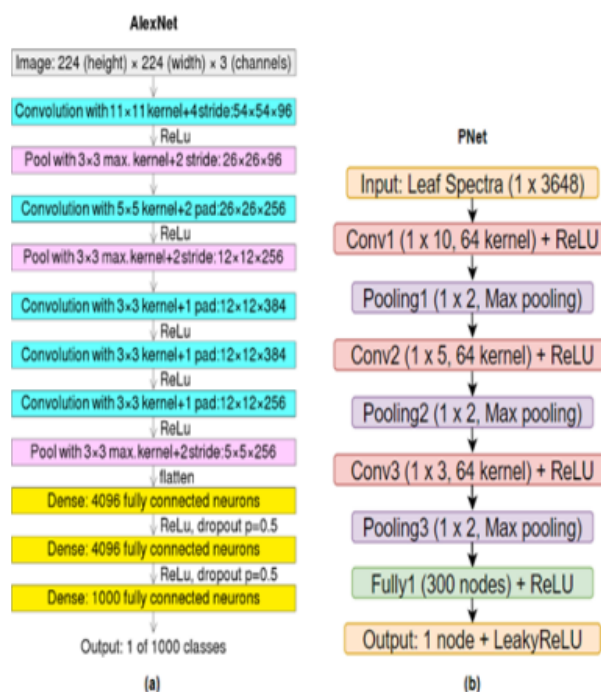 AlexNet
Image: 224 (height) × 224 (width) × 3 (channels)
Convolution with 11×11 kernel+4 stride:54×54×96
ReLu
Pool with 3×3 max. kernel+2 stride: 26×26×96
Convolution with 5×5 kernel+2 pad:26×26×256
ReLu
Pool with 3×3 max.kernel+2 stride:12×12×256
Convolution with 3×3 kernel+1 pad:12×12×384
ReLu
Convolution with 3×3 kernel+1 pad:12×12×384
ReLu
Convolution with 3×3 kernel+1 pad:12×12×256
ReLu
Pool with 3×3 max.kernel+2 stride:5×5×256
flatten
Dense: 4096 fully connected neurons
ReLu, dropout p=0.5
Dense: 4096 fully connected neurons
ReLu, dropout p=0.5
Dense: 1000 fully connected neurons
Output: 1 of 1000 classes
(a)
PNet
Input: Leaf Spectra (1 x 3648)
Conv1 (1 x 10, 64 kernel) + ReLU
Pooling1 (1 x 2, Max pooling)
Conv2 (1 x 5, 64 kernel) + ReLU
Pooling2 (1 x 2, Max pooling)
Conv3 (1 x 3, 64 kernel) + ReLU
Pooling3 (1 x 2, Max pooling)
Fully1 (300 nodes) + ReLU
Output: 1 node + LeakyReLU
(b)